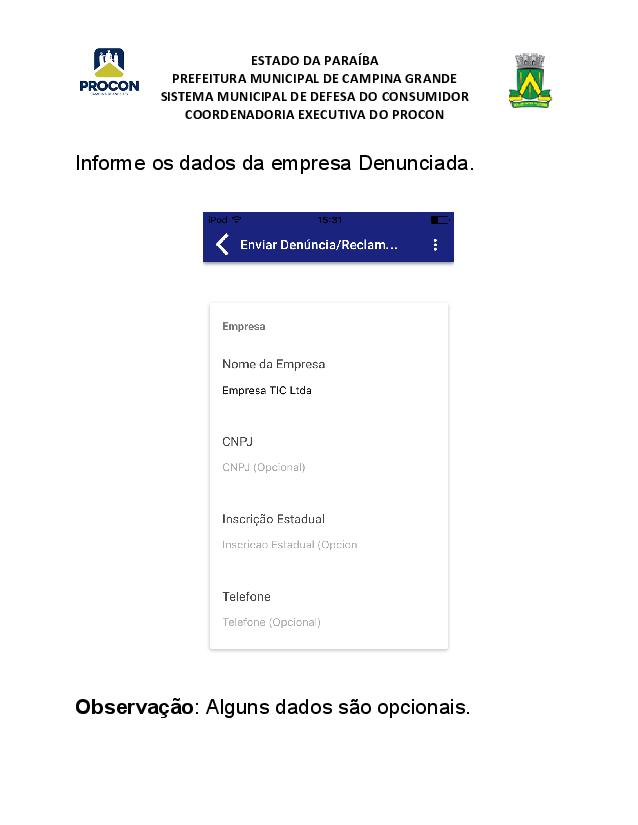 PROCON
ESTADO DA PARAÍBA
PREFEITURA MUNICIPAL DE CAMPINA GRANDE
SISTEMA MUNICIPAL DE DEFESA DO CONSUMIDOR
COORDENADORIA EXECUTIVA DO PROCON
Informe os dados da empresa Denunciada.
iPod 15:31
Enviar Denúncia/Reclam...
Empresa
Nome da Empresa
Empresa TIC Ltda
CNPJ
CNPJ (Opcional)
Inscrição Estadual
Inscricao Estadual (Opcion
Telefone
Telefone (Opcional)
Observação: Alguns dados são opcionais.